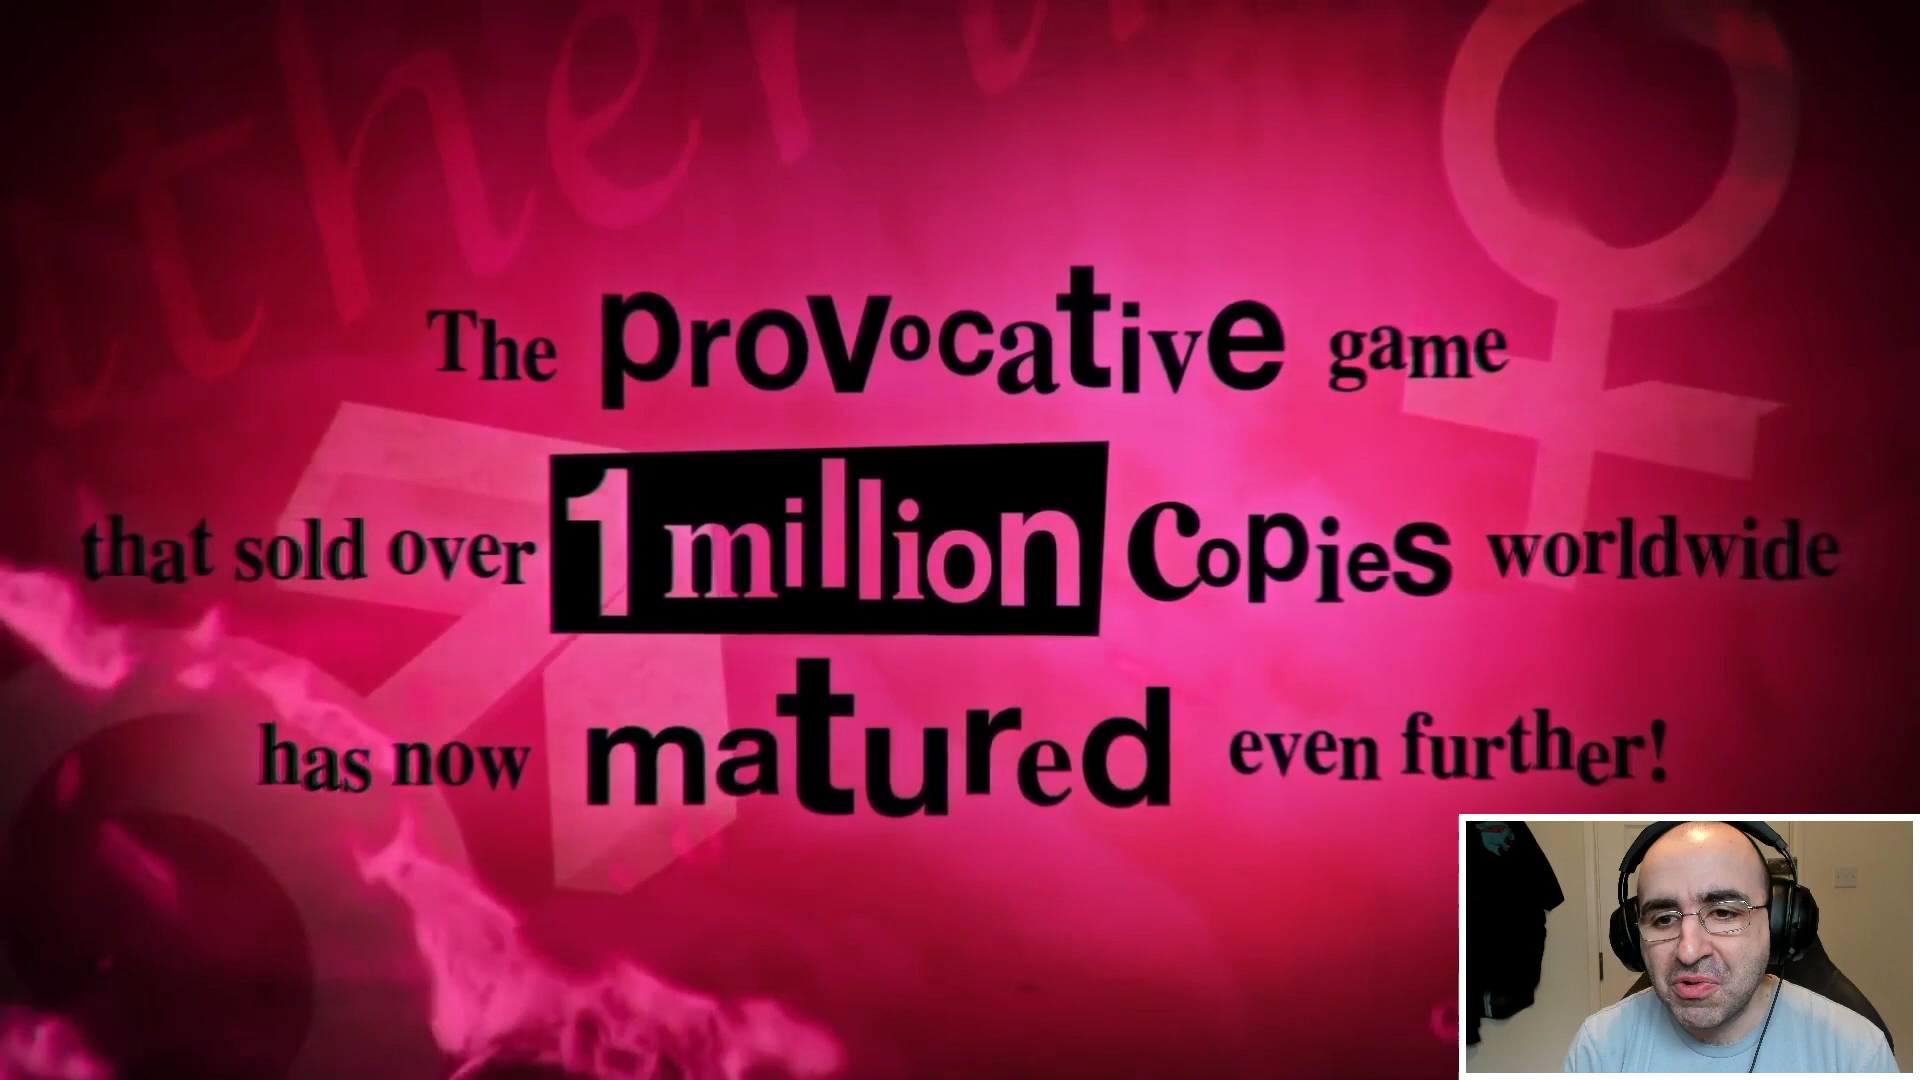 The provocative game
that sold over 1 million Copies worldwide
has now matured even further!